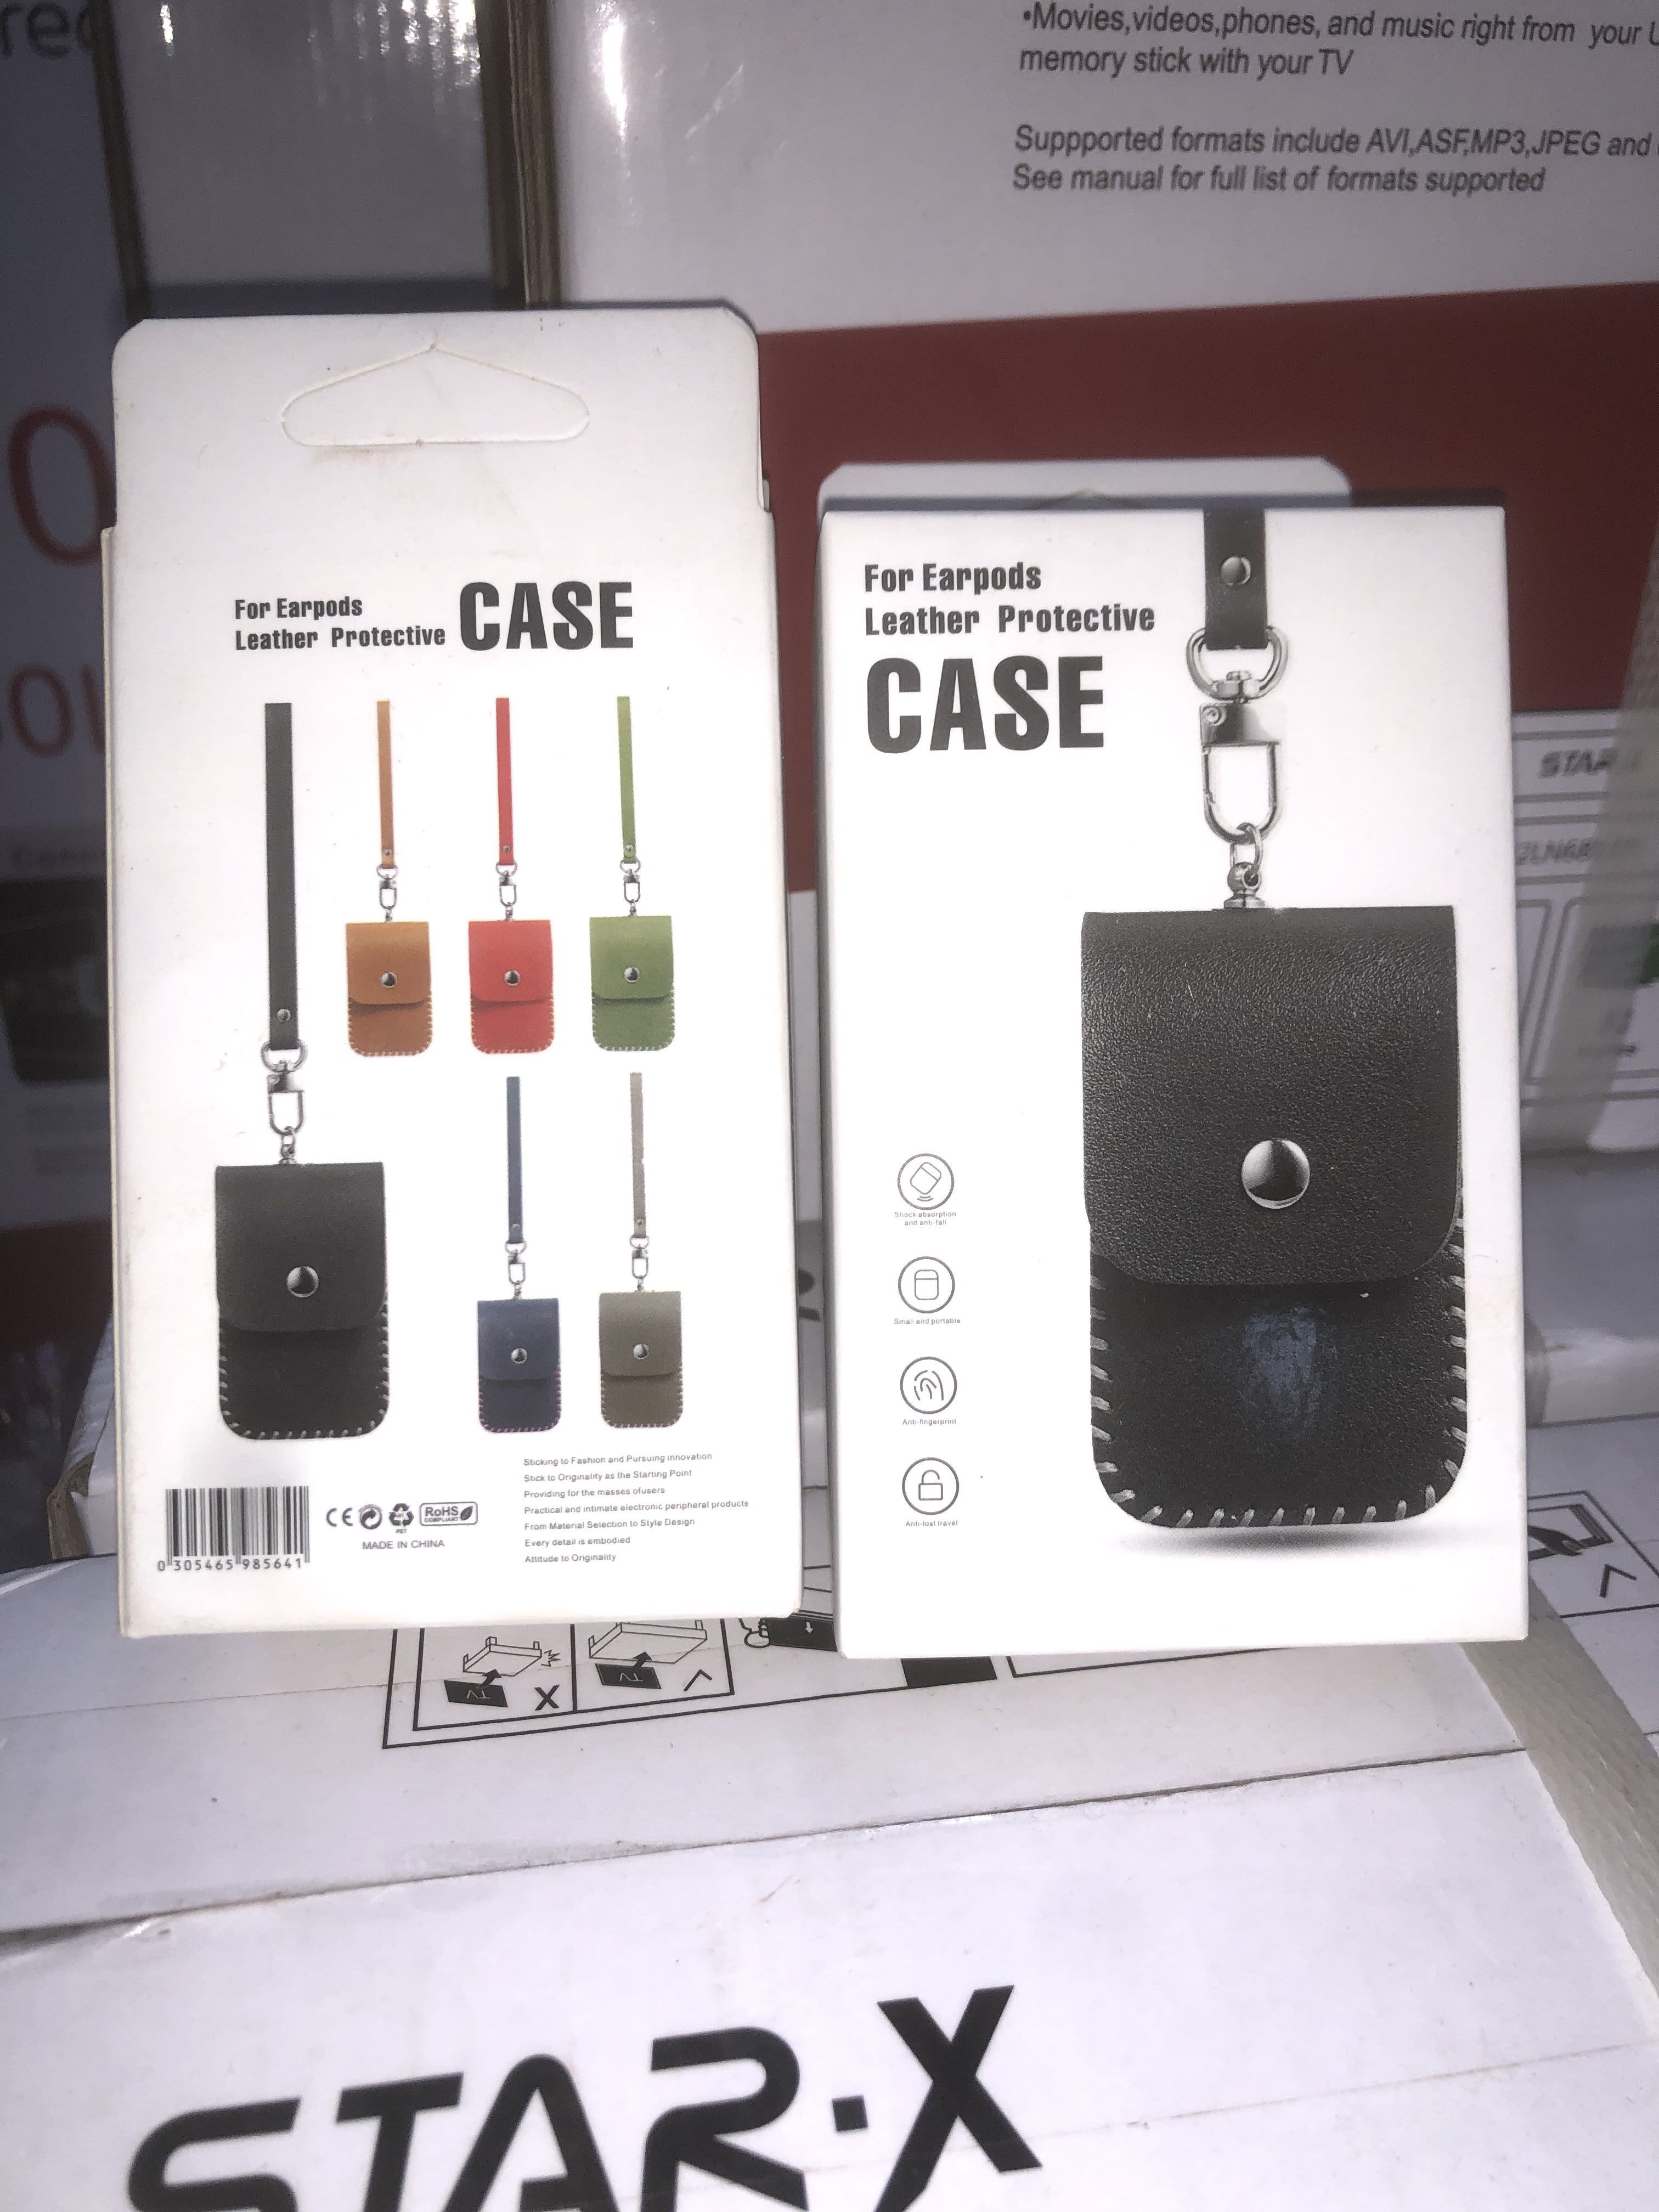 •Movies,videos,phones, and music right from your
memory stick with your TV
Suppported formats include AVI,ASF,MP3,JPEG and
See manual for full list of formats supported
For Earpods
Leather Protective CASE
Sticking to Fashion and Pursuing innovation
Stick to Originality as the Starting Point
Providing for the masses ofusers
Practical and intimate electronic peripheral products
From Material Selection to Style Design
Every detail is embodied
Attitude to Originality
0 305465 985641
CE
PET
RoHS
COMPLIANT
MADE IN CHINA
For Earpods
Leather Protective
CASE
Shock absorption
and anti-fall
Small and portable
Anti-fingerprint
Anti-lost travel
STAR-X
TV
X
TV
STAR-X